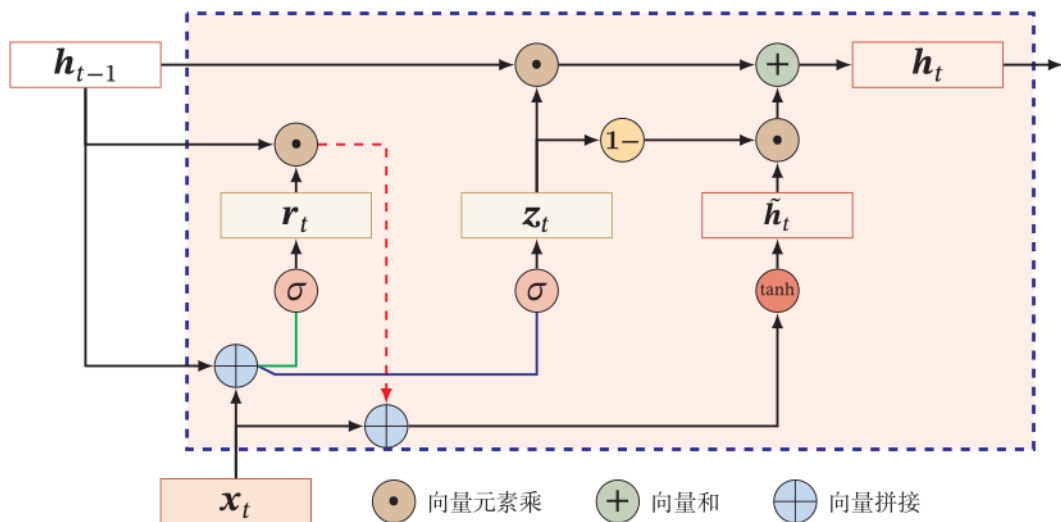 h_{t-1}
h_t
1−
r_t
z_t
h̃_t
σ
σ
tanh
x_t
向量元素乘
向量和
向量拼接